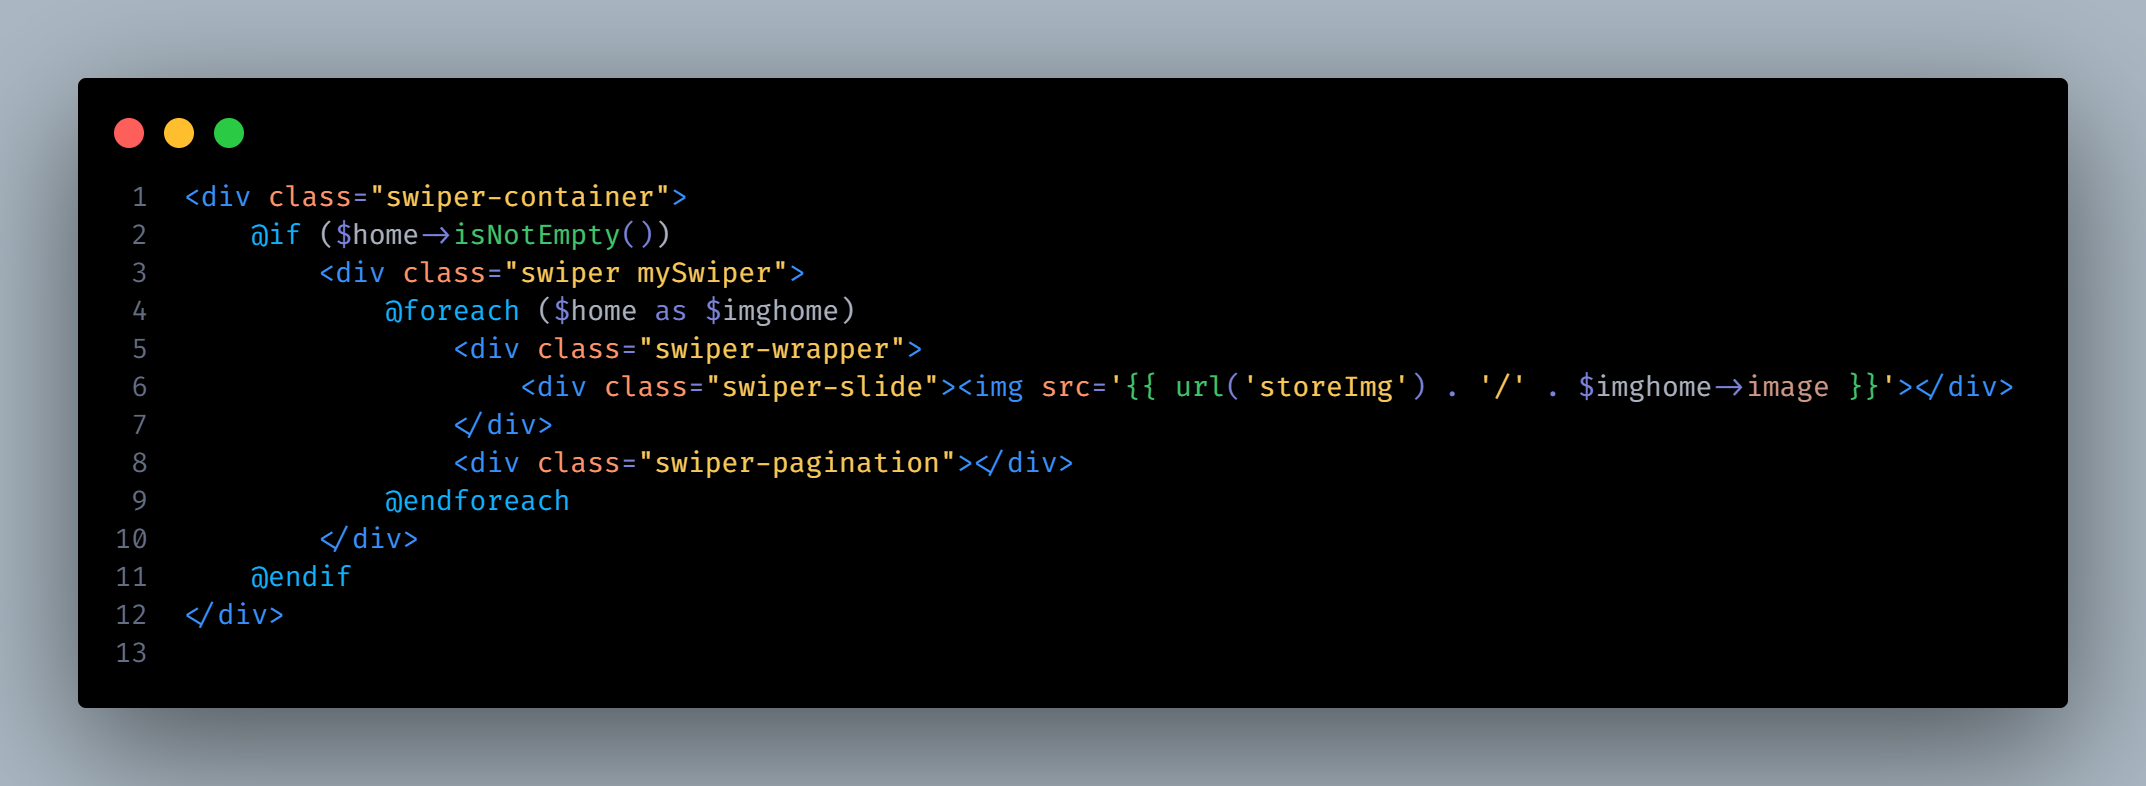 1 <div class="swiper-container">
2     @if ($home->isNotEmpty())
3         <div class="swiper mySwiper">
4             @foreach ($home as $imghome)
5                 <div class="swiper-wrapper">
6                     <div class="swiper-slide"><img src='{{ url('storeImg') . '/' . $imghome->image }}'></div>
7                 </div>
8                 <div class="swiper-pagination"></div>
9             @endforeach
10         </div>
11     @endif
12 </div>
13